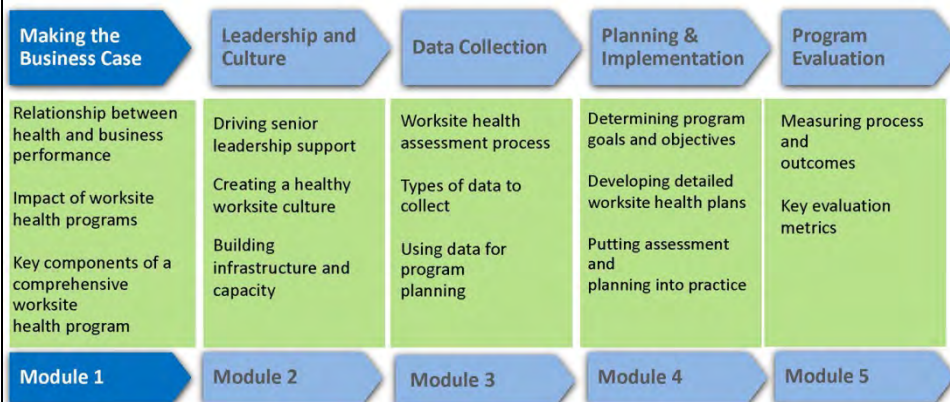 Making the
Business Case
Leadership and
Culture
Data Collection
Planning &
Implementation
Program
Evaluation
Relationship between
health and business
performance
Impact of worksite
health programs
Key components of a
comprehensive
worksite
health program
Driving senior
leadership support
Creating a healthy
worksite culture
Building
infrastructure and
capacity
Worksite health
assessment process
Types of data to
collect
Using data for
program
planning
Determining program
goals and objectives
Developing detailed
worksite health plans
Putting assessment
and
planning into practice
Measuring process
and
outcomes
Key evaluation
metrics
Module 1
Module 2
Module 3
Module 4
Module 5